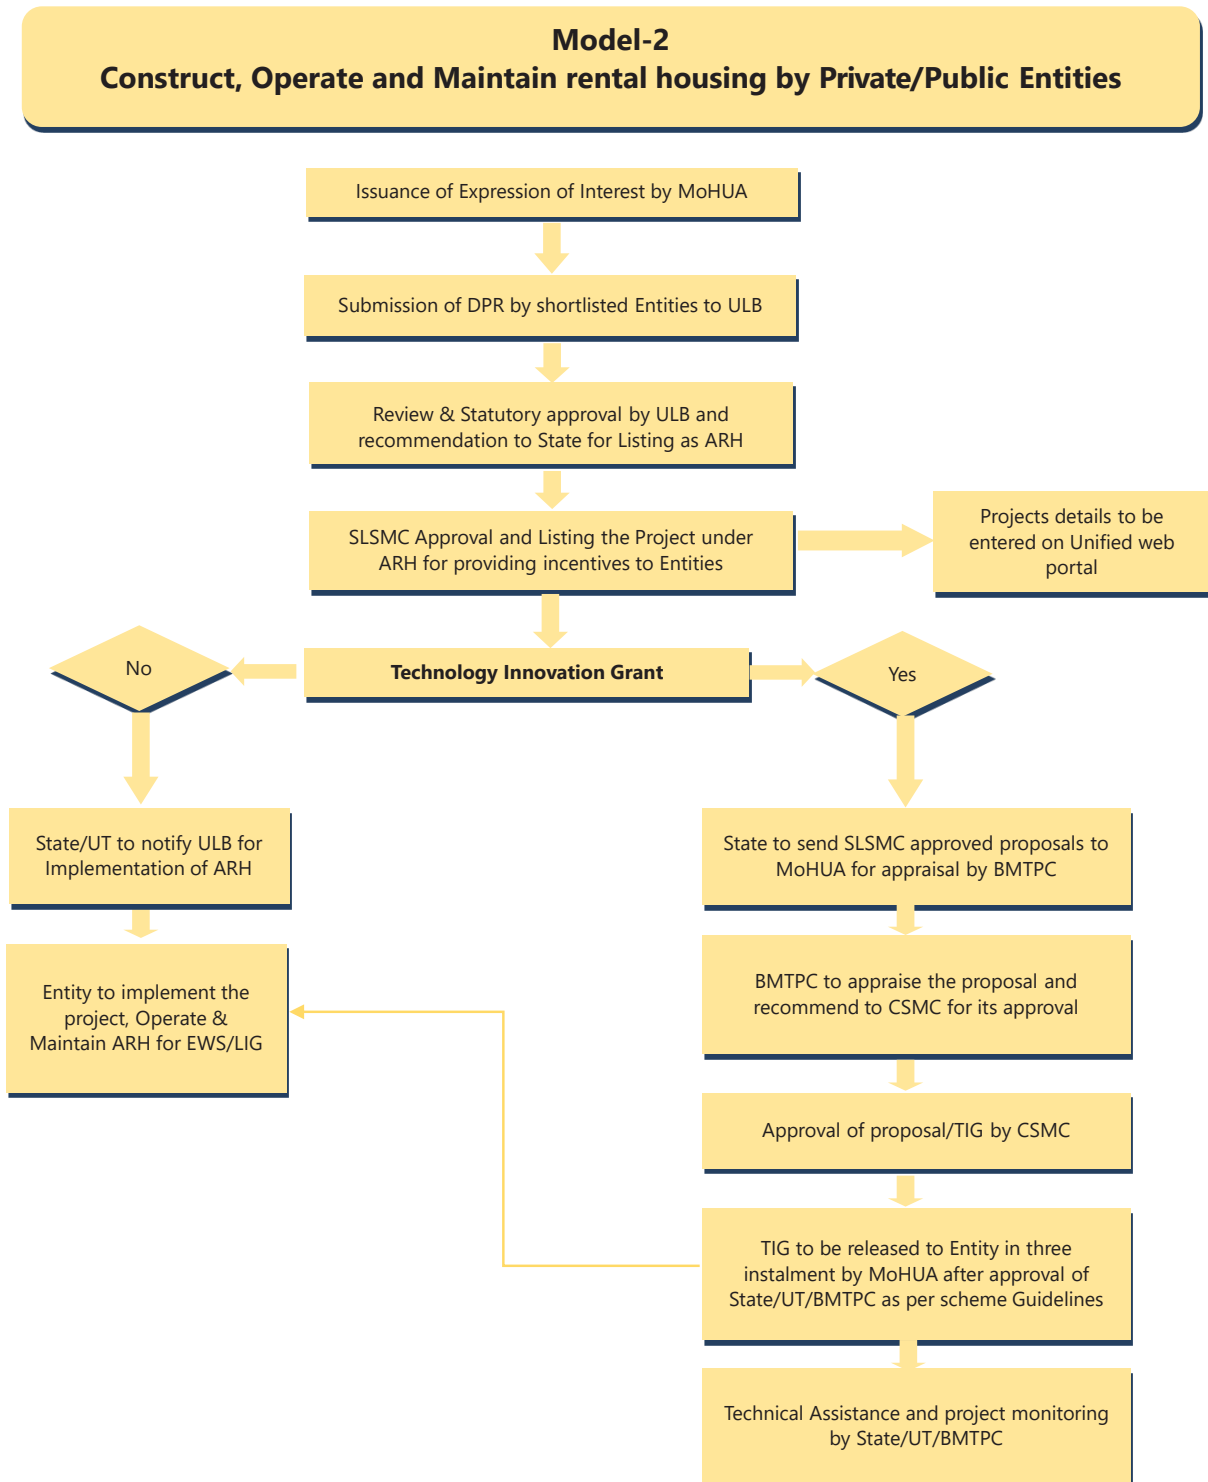 Model-2
Construct, Operate and Maintain rental housing by Private/Public Entities
Issuance of Expression of Interest by MoHUA
Submission of DPR by shortlisted Entities to ULB
Review & Statutory approval by ULB and
recommendation to State for Listing as ARH
SLSMC Approval and Listing the Project under
ARH for providing incentives to Entities
Projects details to be
entered on Unified web
portal
No
Technology Innovation Grant
Yes
State/UT to notify ULB for
Implementation of ARH
Entity to implement the
project, Operate &
Maintain ARH for EWS/LIG
State to send SLSMC approved proposals to
MoHUA for appraisal by BMTPC
BMTPC to appraise the proposal and
recommend to CSMC for its approval
Approval of proposal/TIG by CSMC
TIG to be released to Entity in three
instalment by MoHUA after approval of
State/UT/BMTPC as per scheme Guidelines
Technical Assistance and project monitoring
by State/UT/BMTPC